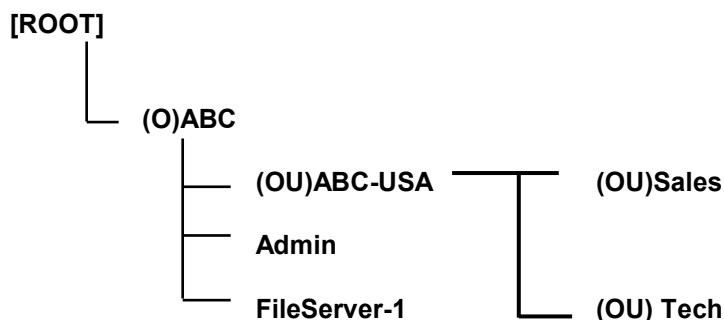 [ROOT]
(O)ABC
(OU)ABC-USA
(OU)Sales
Admin
FileServer-1
(OU) Tech